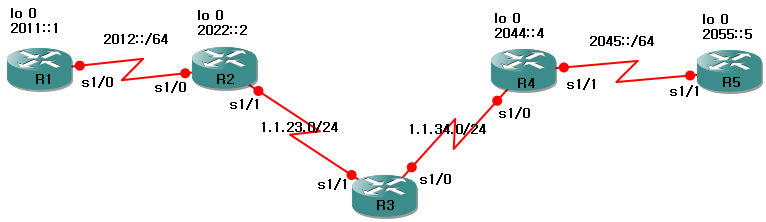 lo 0
2011::1
R1
s1/0
2012::/64
s1/0
lo 0
2022::2
R2
s1/1
1.1.23.0/24
s1/1
R3
s1/0
1.1.34.0/24
lo 0
2044::4
R4
s1/0
s1/1
2045::/64
s1/1
lo 0
2055::5
R5